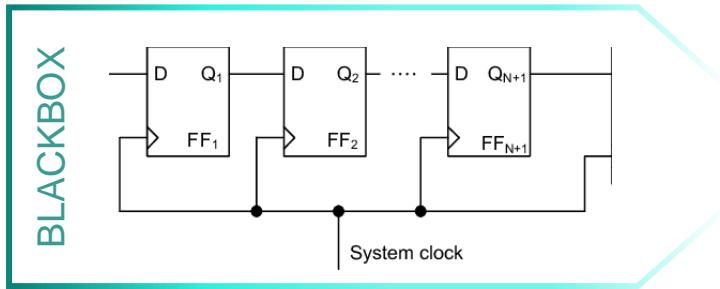 BLACKBOX
D Q1 D Q2 .... D QN+1
FF1 FF2 FFN+1
System clock